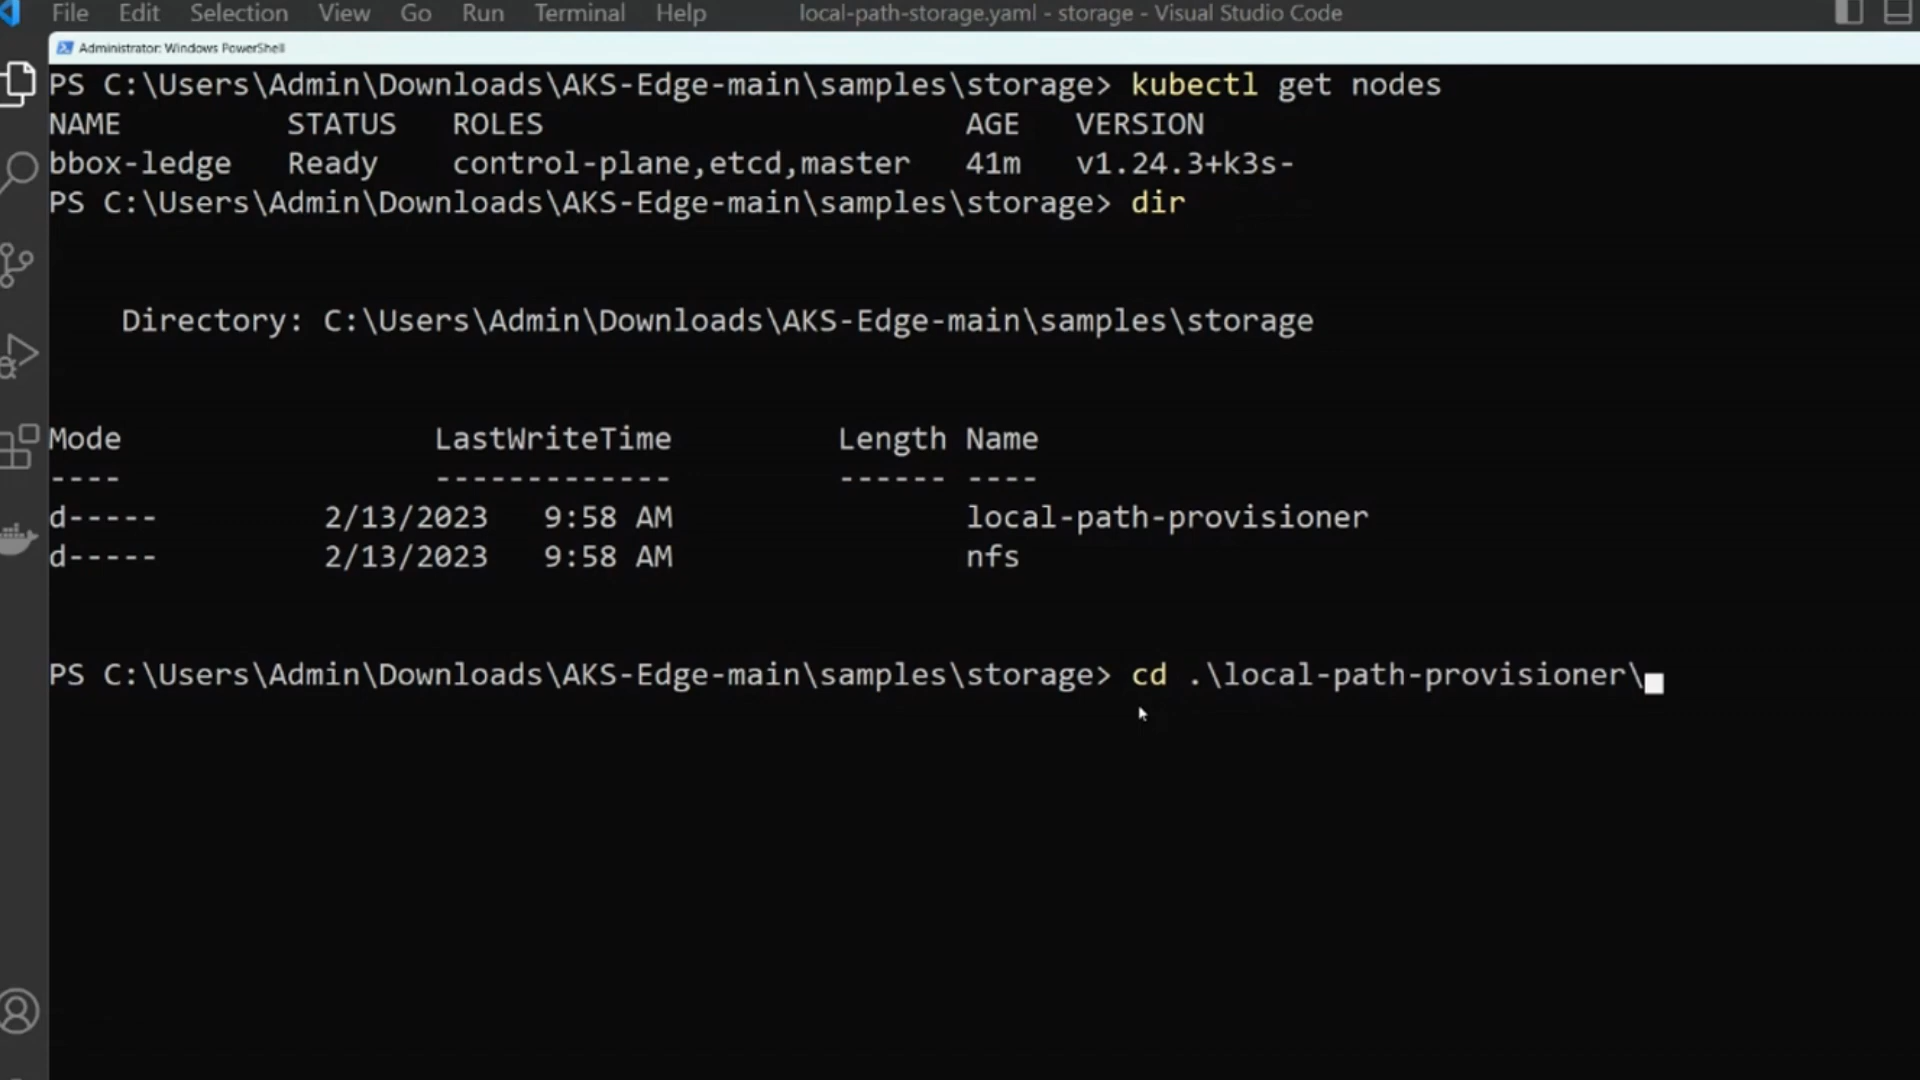 File Edit Selection View Go Run Terminal Help local-path-storage.yaml - storage - Visual Studio Code
Administrator: Windows PowerShell
PS C:\Users\Admin\Downloads\AKS-Edge-main\samples\storage> kubectl get nodes
NAME STATUS ROLES AGE VERSION
bbox-ledge Ready control-plane,etcd,master 41m v1.24.3+k3s-
PS C:\Users\Admin\Downloads\AKS-Edge-main\samples\storage> dir
Directory: C:\Users\Admin\Downloads\AKS-Edge-main\samples\storage
Mode LastWriteTime Length Name
---- ------------- ------ ----
d----- 2/13/2023 9:58 AM local-path-provisioner
d----- 2/13/2023 9:58 AM nfs
PS C:\Users\Admin\Downloads\AKS-Edge-main\samples\storage> cd .\local-path-provisioner\